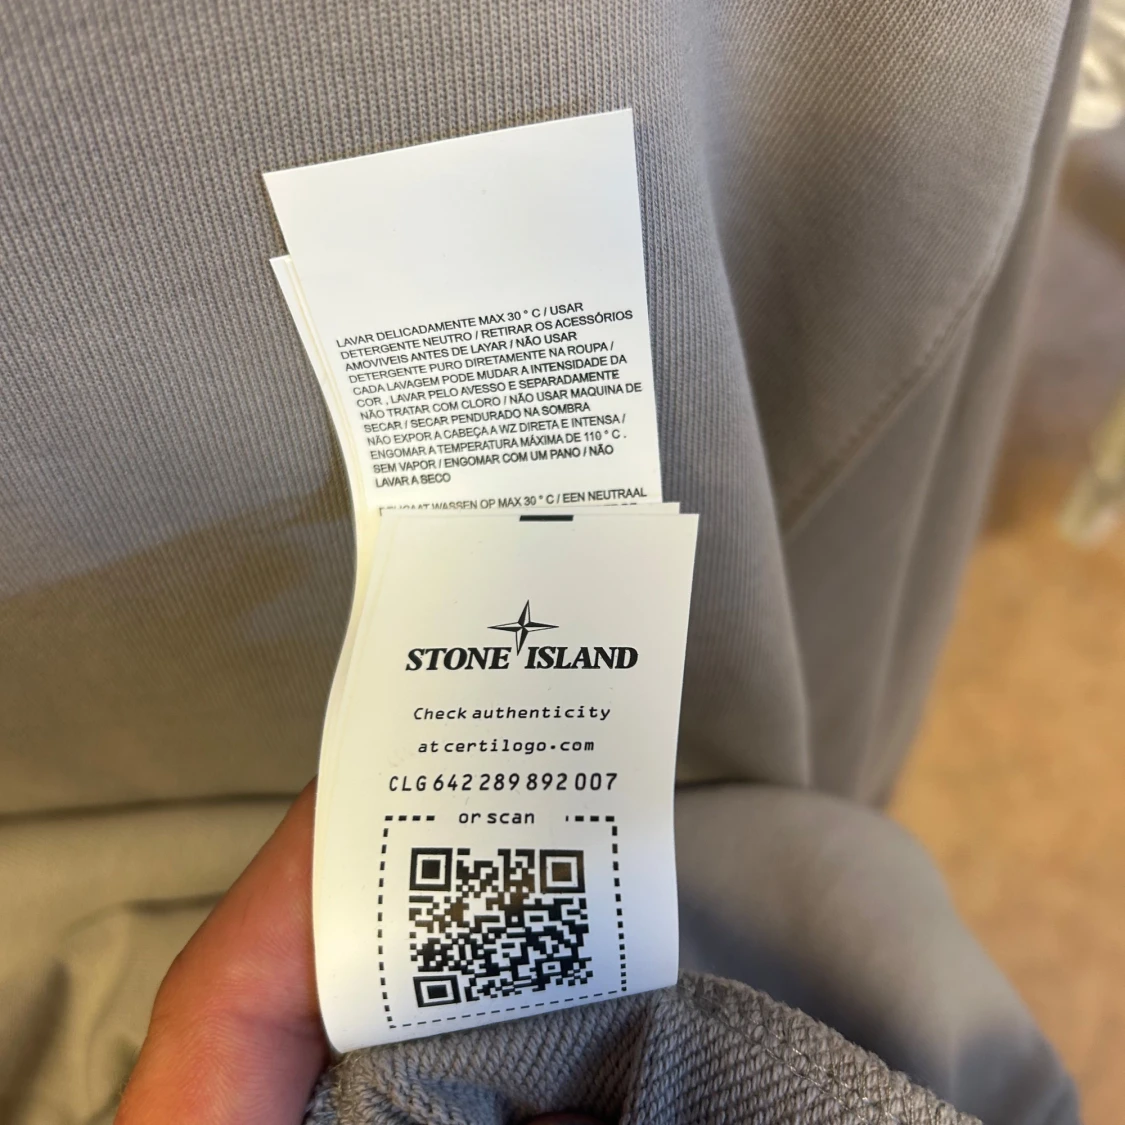 LAVAR DELICADAMENTE MAX 30 ° C / USAR
DETERGENTE NEUTRO / RETIRAR OS ACESSÓRIOS
AMOVIVEIS ANTES DE LAYAR / NÃO USAR
DETERGENTE PURO DIRETAMENTE NA ROUPA /
CADA LAVAGEM PODE MUDAR A INTENSIDADE DA
COR , LAVAR PELO AVESSO E SEPARADAMENTE
NÃO TRATAR COM CLORO / NÃO USAR MAQUINA DE
SECAR / SECAR PENDURADO NA SOMBRA
NÃO EXPOR A CABEÇA A WZ DIRETA E INTENSA /
ENGOMAR A TEMPERATURA MÁXIMA DE 110 ° C .
SEM VAPOR / ENGOMAR COM UM PANO / NÃO
LAVAR A SECO
WASSEN OP MAX 30 ° C / EEN NEUTRAAL
STONE ISLAND
Check authenticity
at certilogo.com
CLG 642 289 892 007
or scan